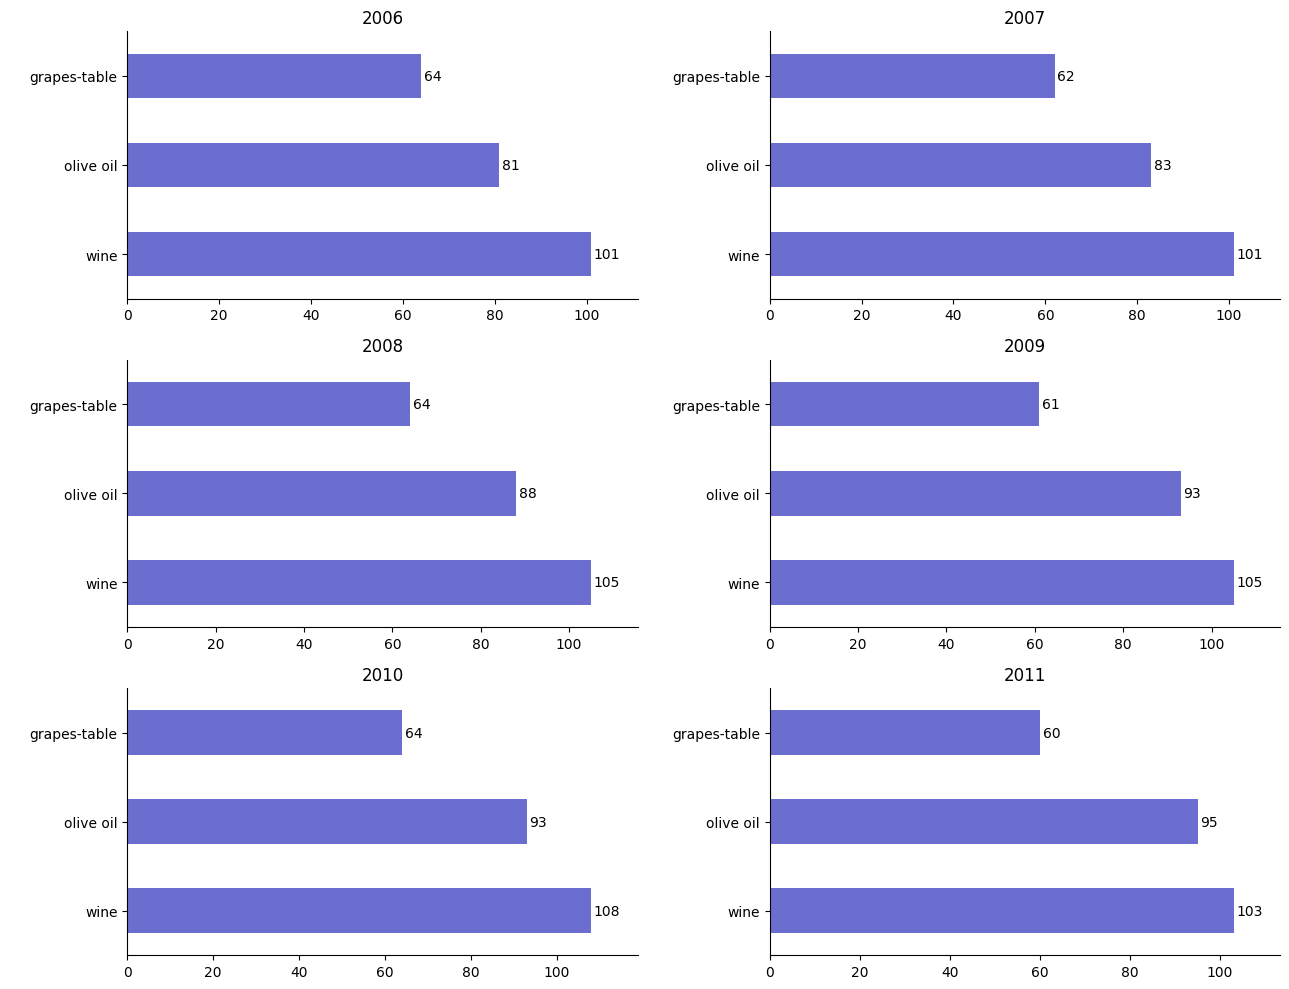 2006
grapes-table 64
olive oil 81
wine 101
0 20 40 60 80 100
2007
grapes-table 62
olive oil 83
wine 101
0 20 40 60 80 100
2008
grapes-table 64
olive oil 88
wine 105
0 20 40 60 80 100
2009
grapes-table 61
olive oil 93
wine 105
0 20 40 60 80 100
2010
grapes-table 64
olive oil 93
wine 108
0 20 40 60 80 100
2011
grapes-table 60
olive oil 95
wine 103
0 20 40 60 80 100